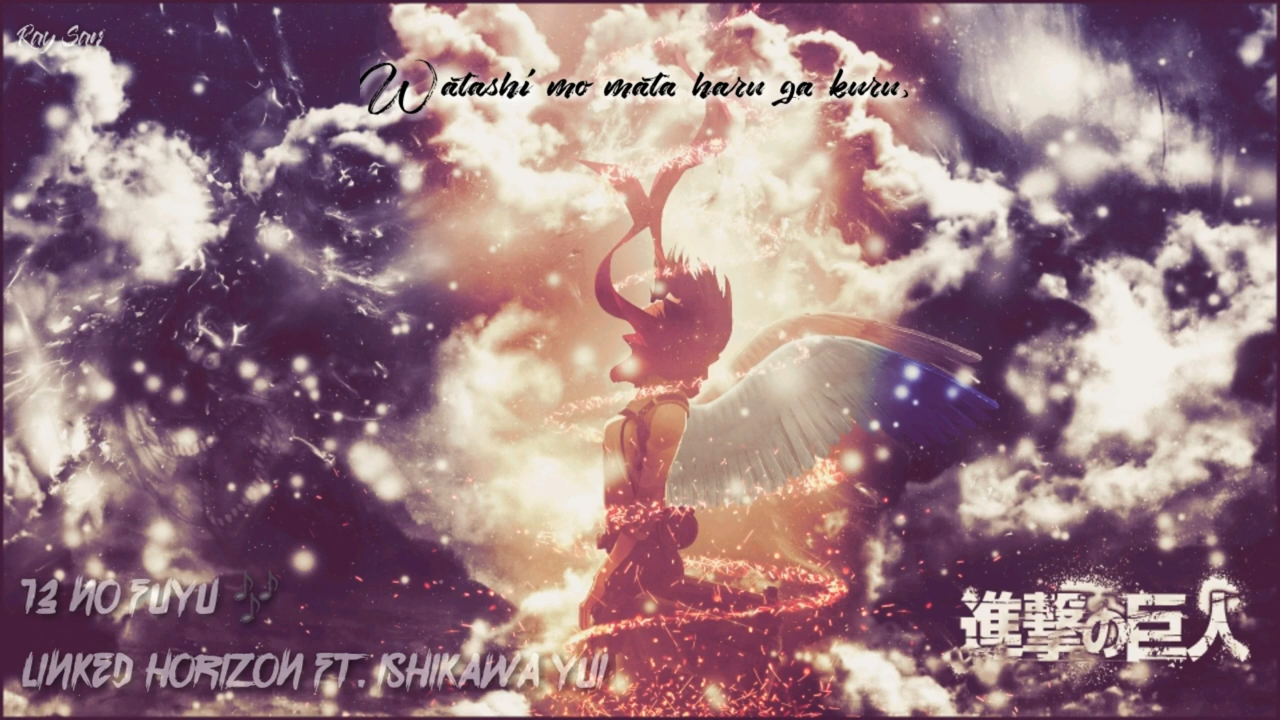 Ray San
Watashi mo mata haru ga kuru,
13 NO FUYU 🎶
LINKED HORIZON FT. ISHIKAWA YUI
進撃の巨人